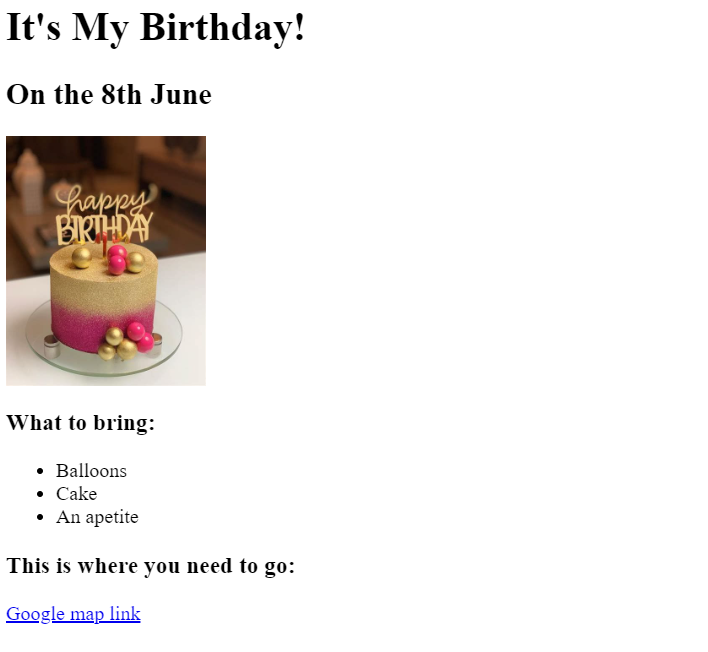 It's My Birthday!
On the 8th June
happy
BIRTHDAY
What to bring:
Balloons
Cake
An apetite
This is where you need to go:
Google map link